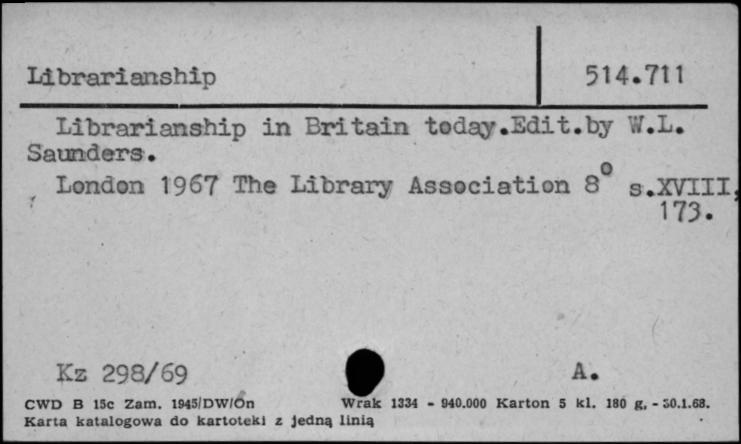 Librarianship 514.711
Librarianship in Britain today.Edit.by W.L.
Saunders.
London 1967 The Library Association 8° s.XVIII,
173.
Kz 298/69 A.
CWD B 15c Zam. 1945/DW/Ón Wrak 1334 - 940.000 Karton 5 kl. 180 g, - 30.1.68.
Karta katalogowa do kartoteki z jedną linią